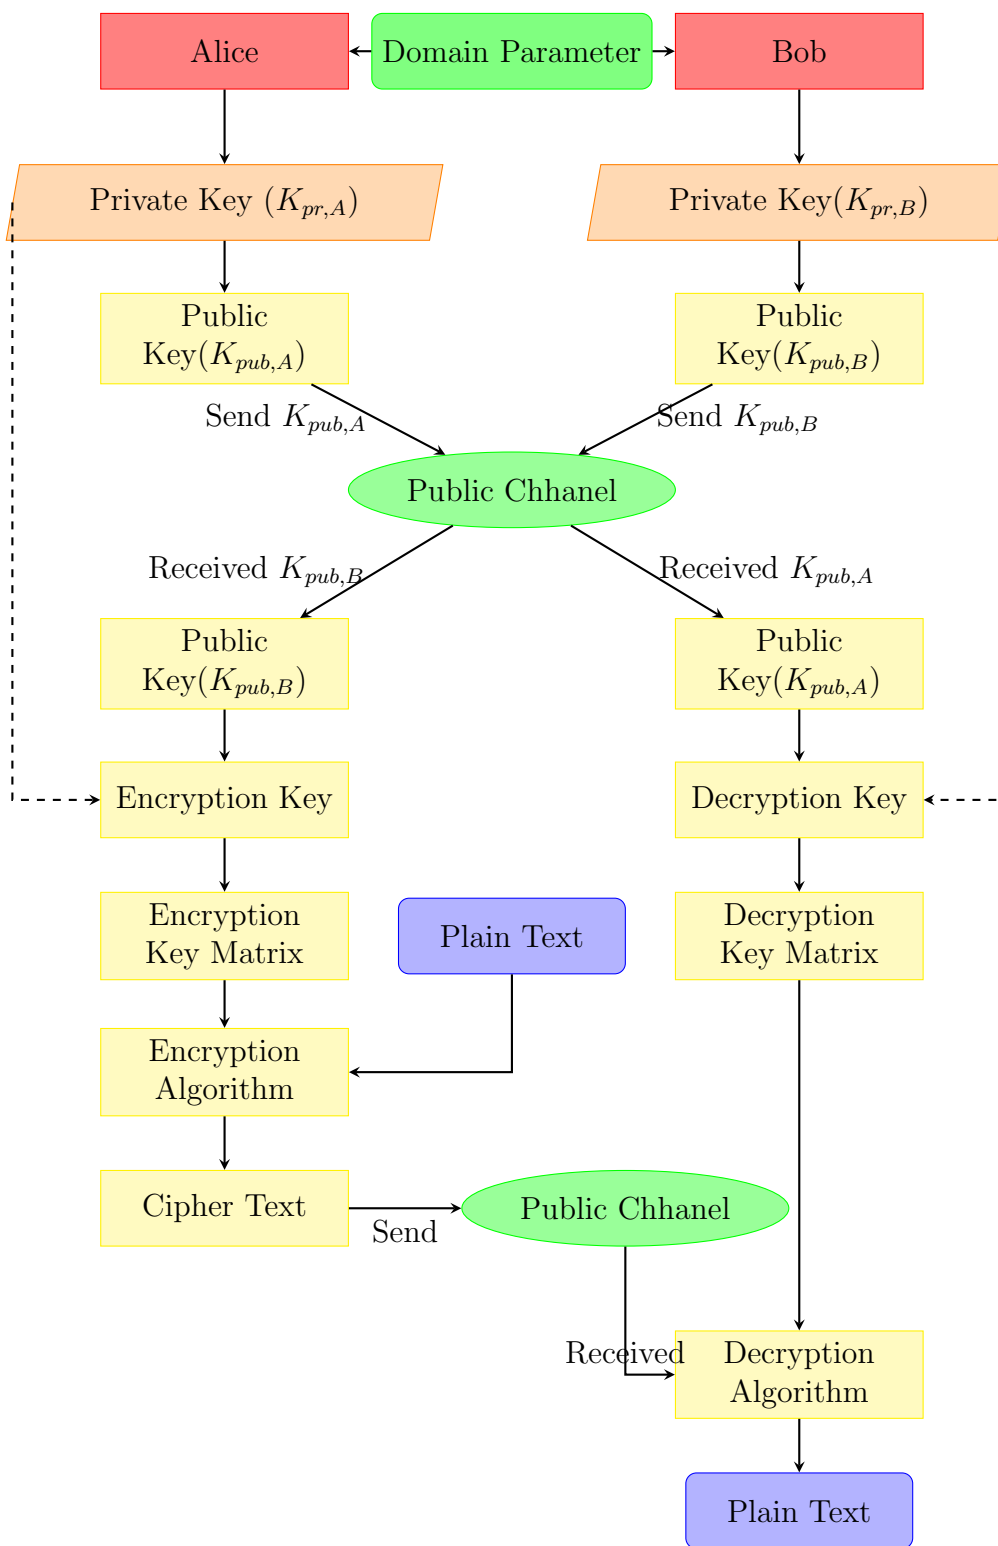 Alice
Domain Parameter
Bob
Private Key (K_{pr,A})
Private Key(K_{pr,B})
Public
Key(K_{pub,A})
Public
Key(K_{pub,B})
Send K_{pub,A}
Send K_{pub,B}
Public Chhanel
Received K_{pub,B}
Received K_{pub,A}
Public
Key(K_{pub,B})
Public
Key(K_{pub,A})
Encryption Key
Decryption Key
Encryption
Key Matrix
Plain Text
Decryption
Key Matrix
Encryption
Algorithm
Cipher Text
Send
Public Chhanel
Received
Decryption
Algorithm
Plain Text